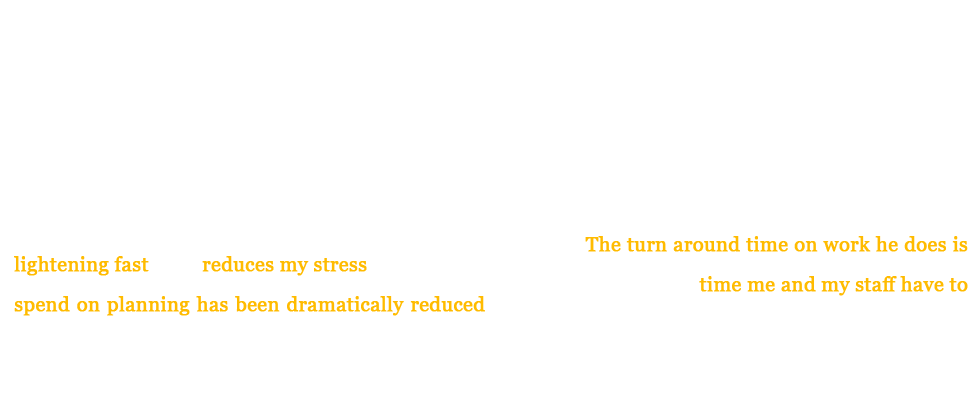 The turn around time on work he does is
lightening fast reduces my stress
time me and my staff have to
spend on planning has been dramatically reduced